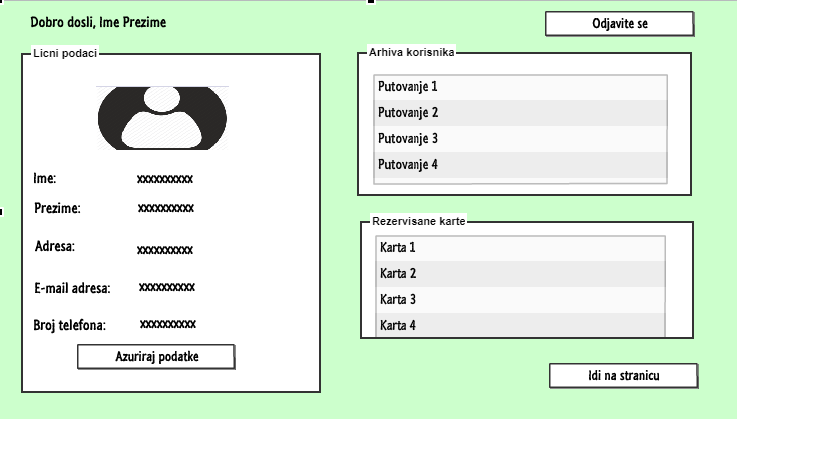 Dobro dosli, Ime Prezime
Odjavite se
Licni podaci
Ime: xxxxxxxxxx
Prezime: xxxxxxxxxx
Adresa: xxxxxxxxxx
E-mail adresa: xxxxxxxxxx
Broj telefona: xxxxxxxxxx
Azuriraj podatke
Arhiva korisnika
Putovanje 1
Putovanje 2
Putovanje 3
Putovanje 4
Rezervisane karte
Karta 1
Karta 2
Karta 3
Karta 4
Idi na stranicu